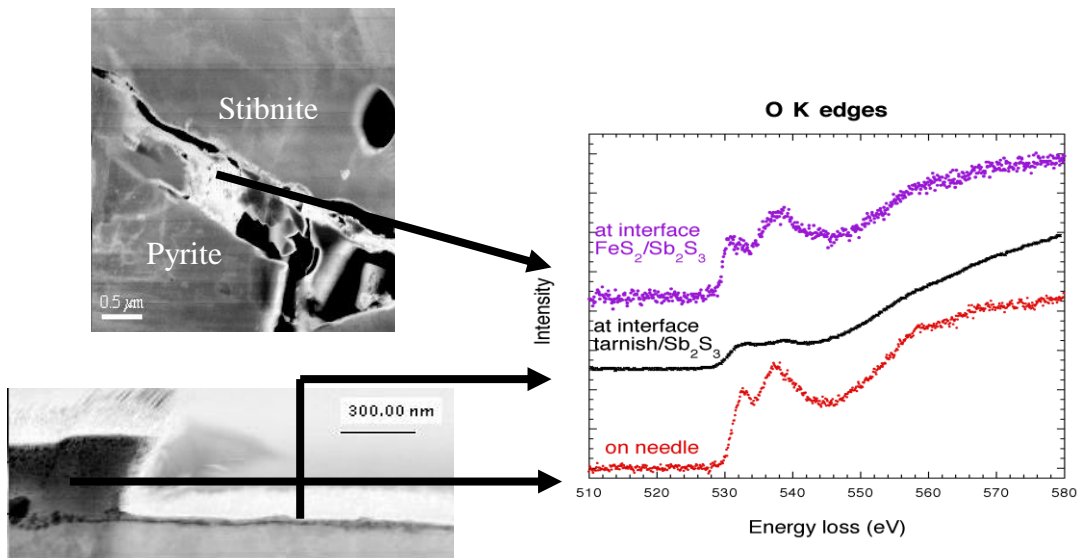 Stibnite
Pyrite
0.5 µm
300.00 nm
O K edges
at interface
FeS₂/Sb₂S₃
at interface
tarnish/Sb₂S₃
on needle
Intensity
510 520 530 540 550 560 570 580
Energy loss (eV)